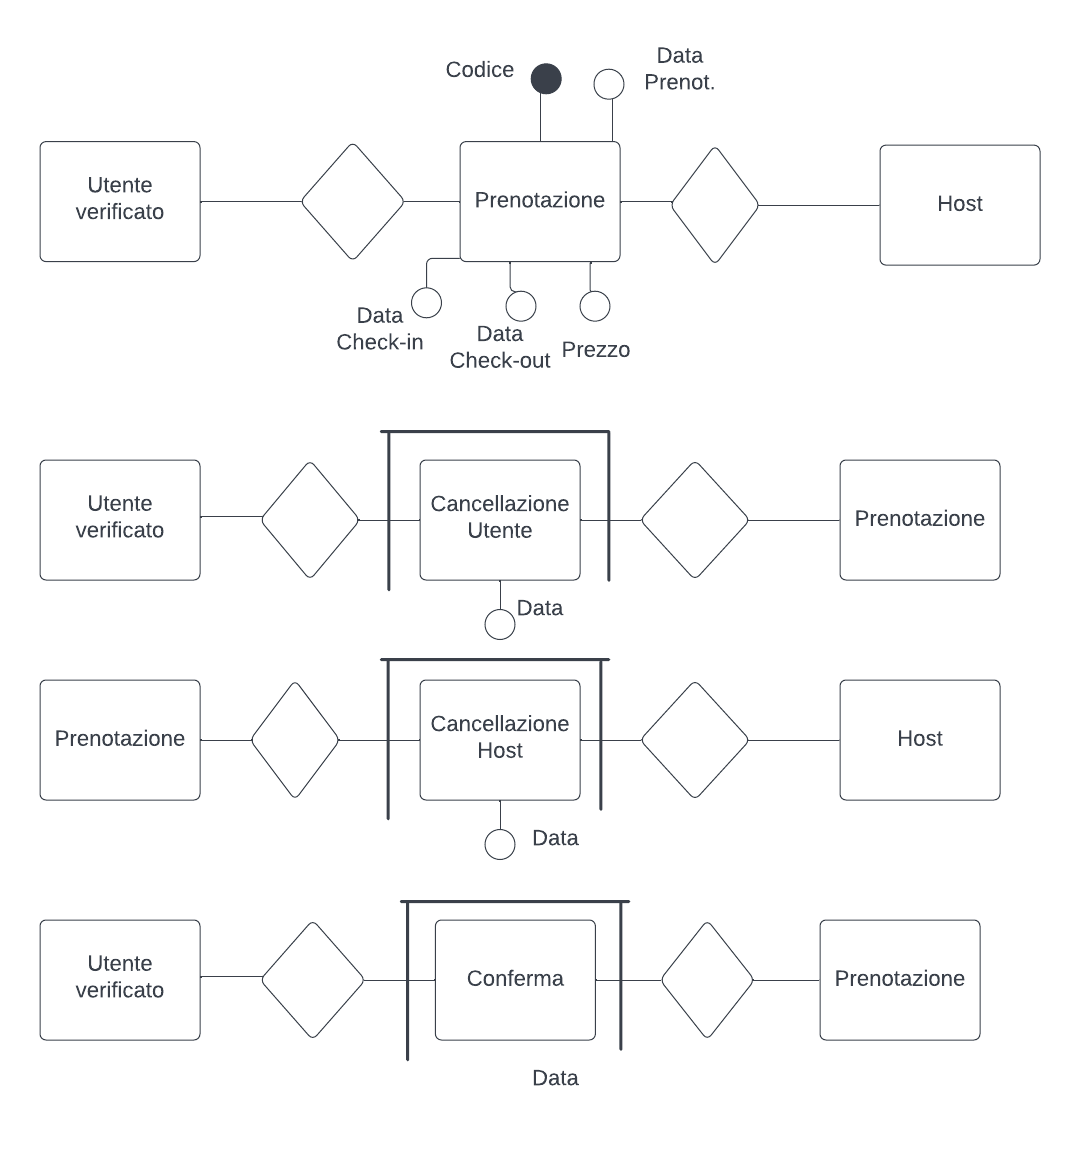 Codice
Data
Prenot.
Utente
verificato
Prenotazione
Host
Data
Check-in
Data
Check-out
Prezzo
Utente
verificato
Cancellazione
Utente
Prenotazione
Data
Prenotazione
Cancellazione
Host
Host
Data
Utente
verificato
Conferma
Prenotazione
Data